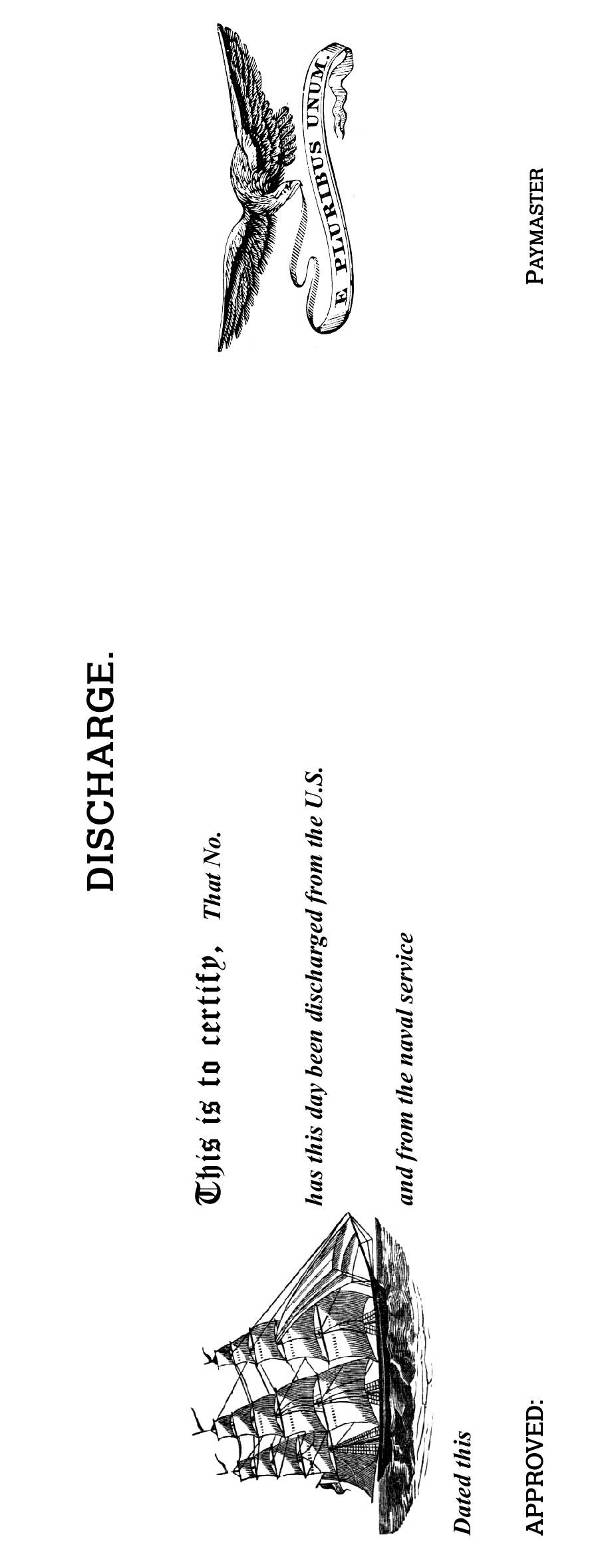 DISCHARGE.
E PLURIBUS UNUM.
This is to certify, That No.
has this day been discharged from the U.S.
and from the naval service
Dated this
APPROVED:
PAYMASTER